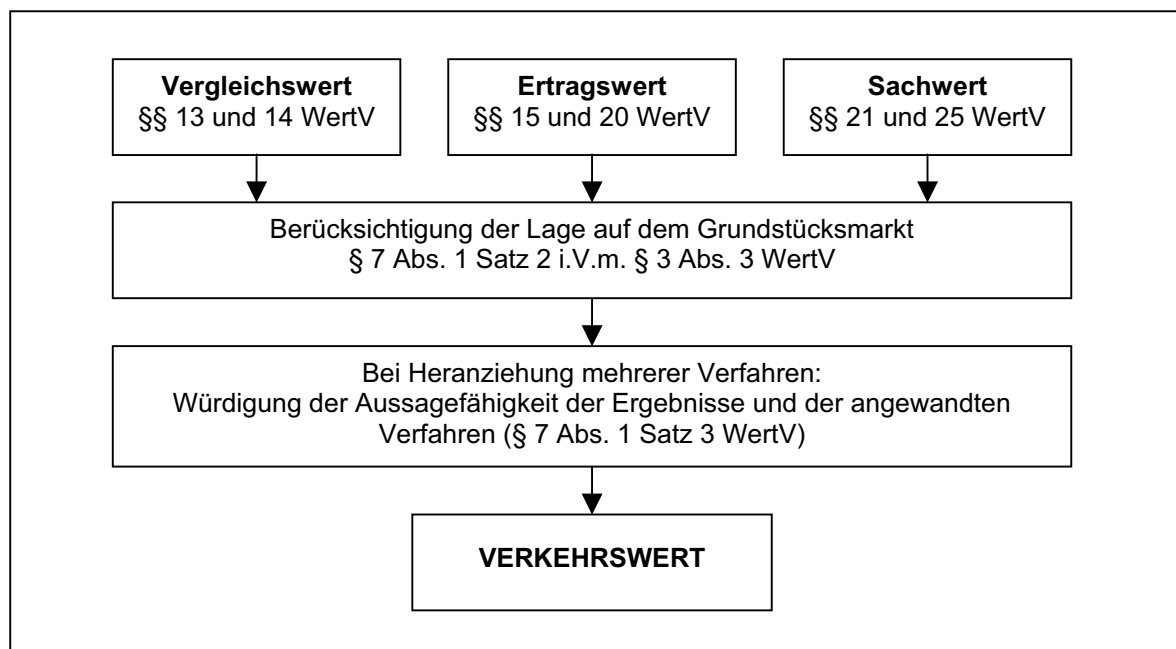 Vergleichswert
§§ 13 und 14 WertV
Ertragswert
§§ 15 und 20 WertV
Sachwert
§§ 21 und 25 WertV
Berücksichtigung der Lage auf dem Grundstücksmarkt
§ 7 Abs. 1 Satz 2 i.V.m. § 3 Abs. 3 WertV
Bei Heranziehung mehrerer Verfahren:
Würdigung der Aussagefähigkeit der Ergebnisse und der angewandten
Verfahren (§ 7 Abs. 1 Satz 3 WertV)
VERKEHRSWERT